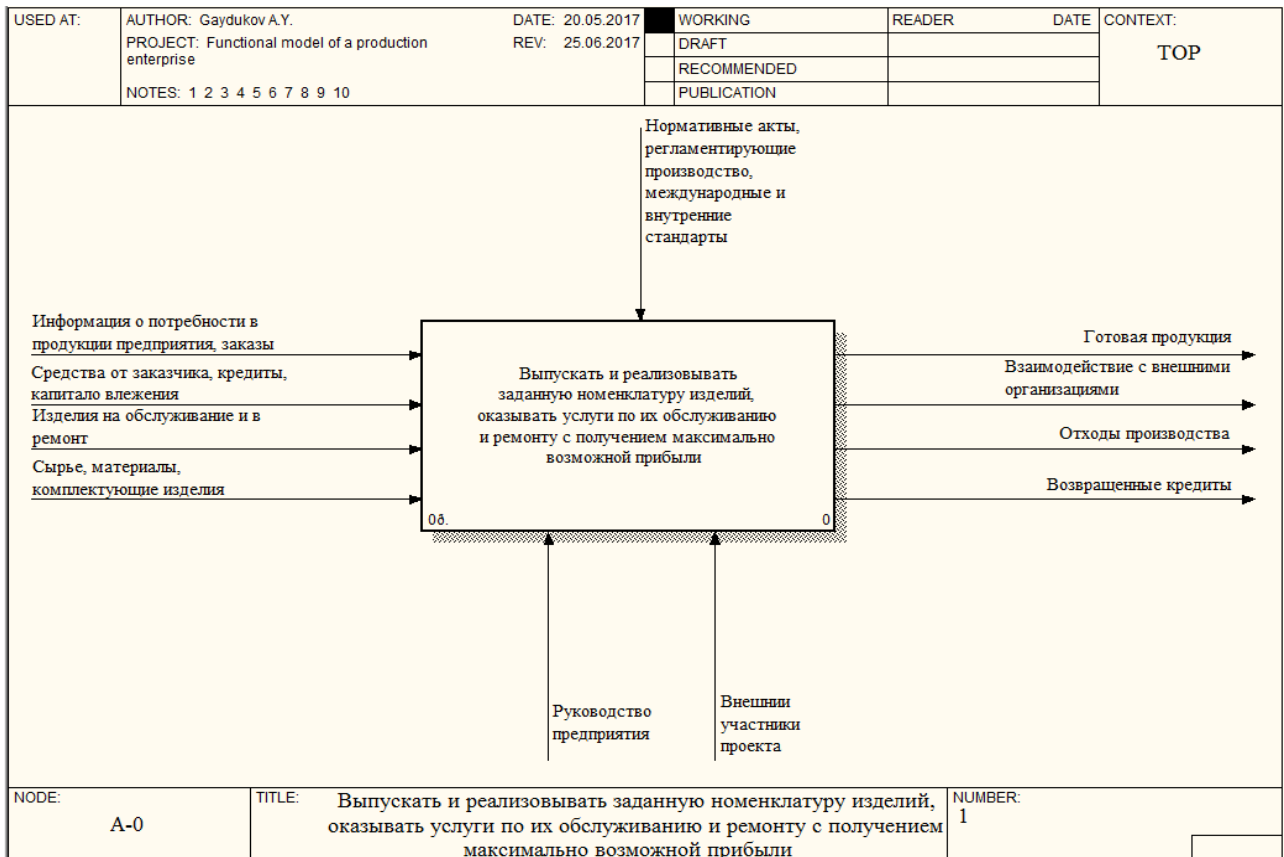 USED AT:
AUTHOR: Gaydukov A.Y.
DATE: 20.05.2017
WORKING
READER
DATE
CONTEXT:
PROJECT: Functional model of a production
enterprise
REV: 25.06.2017
DRAFT
TOP
RECOMMENDED
NOTES: 1 2 3 4 5 6 7 8 9 10
PUBLICATION
Нормативные акты,
регламентирующие
производство,
международные и
внутренние
стандарты
Информация о потребности в
продукции предприятия, заказы
Средства от заказчика, кредиты,
капитало влежения
Изделия на обслуживание и в
ремонт
Сырье, материалы,
комплектующие изделия
Выпускать и реализовывать
заданную номенклатуру изделий,
оказывать услуги по их обслуживанию
и ремонту с получением максимально
возможной прибыли
0ð.
0
Готовая продукция
Взаимодействие с внешними
организациями
Отходы производства
Возвращенные кредиты
Руководство
предприятия
Внешнии
участники
проекта
NODE:
A-0
TITLE:
Выпускать и реализовывать заданную номенклатуру изделий,
оказывать услуги по их обслуживанию и ремонту с получением
максимально возможной прибыли
NUMBER:
1